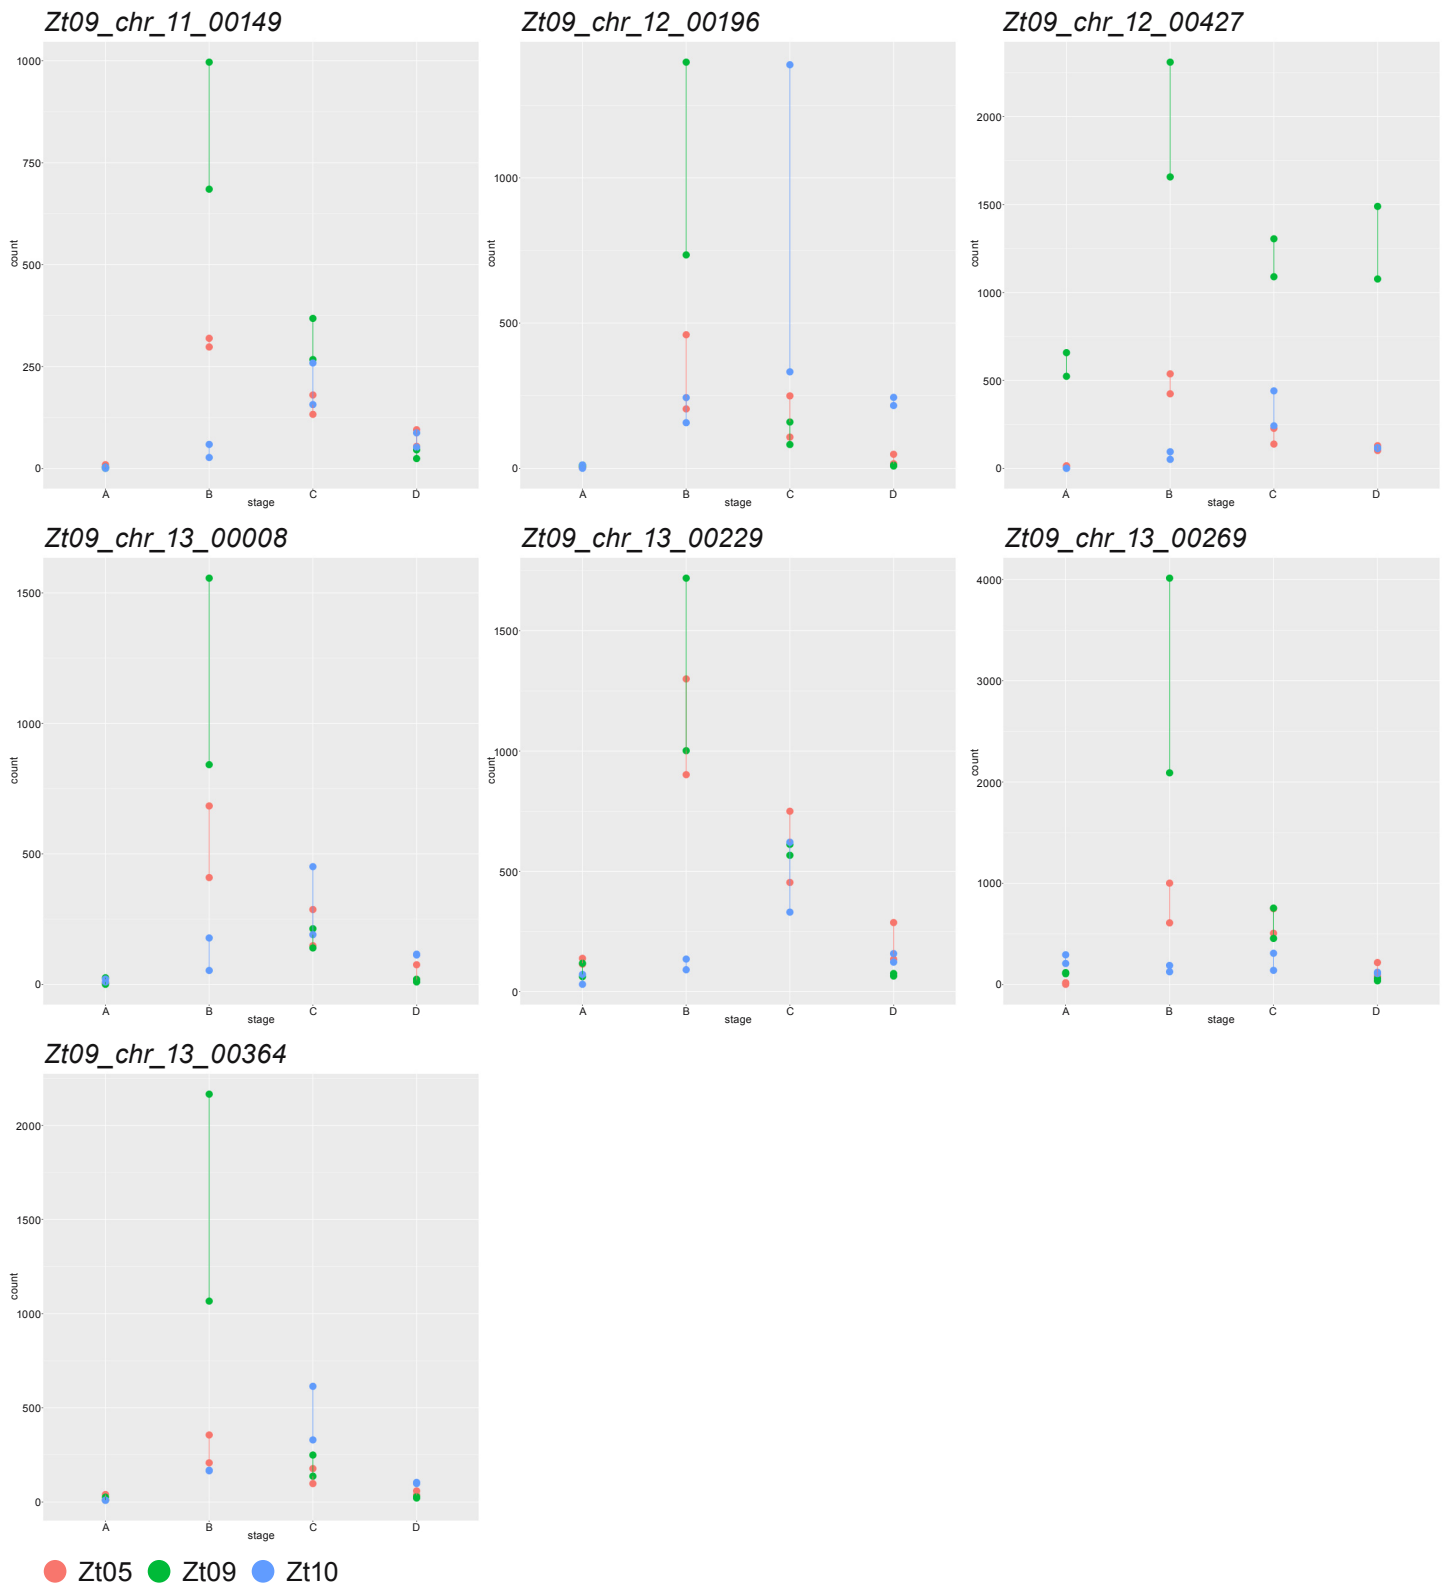 Zt09_chr_11_00149
1000
750
500
250
0
count
A B C D
stage
Zt09_chr_12_00196
1000
500
0
count
A B C D
stage
Zt09_chr_12_00427
2000
1500
1000
500
0
count
A B C D
stage
Zt09_chr_13_00008
1500
1000
500
0
count
A B C D
stage
Zt09_chr_13_00229
1500
1000
500
0
count
A B C D
stage
Zt09_chr_13_00269
4000
3000
2000
1000
0
count
A B C D
stage
Zt09_chr_13_00364
2000
1500
1000
500
0
count
A B C D
stage
Zt05 Zt09 Zt10